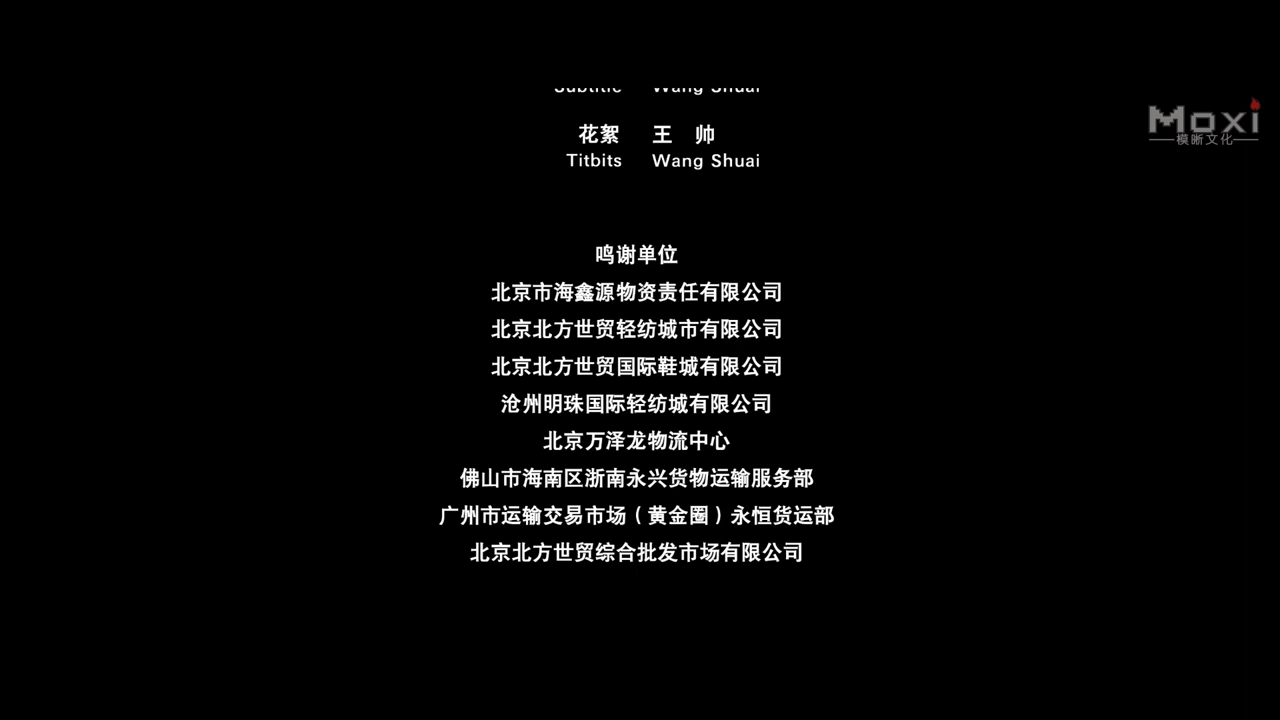 Subtitle Wang Shuai
花絮 王 帅
Titbits Wang Shuai
Moxi
模晰文化
鸣谢单位
北京市海鑫源物资责任有限公司
北京北方世贸轻纺城市有限公司
北京北方世贸国际鞋城有限公司
沧州明珠国际轻纺城有限公司
北京万泽龙物流中心
佛山市海南区浙南永兴货物运输服务部
广州市运输交易市场（黄金圈）永恒货运部
北京北方世贸综合批发市场有限公司